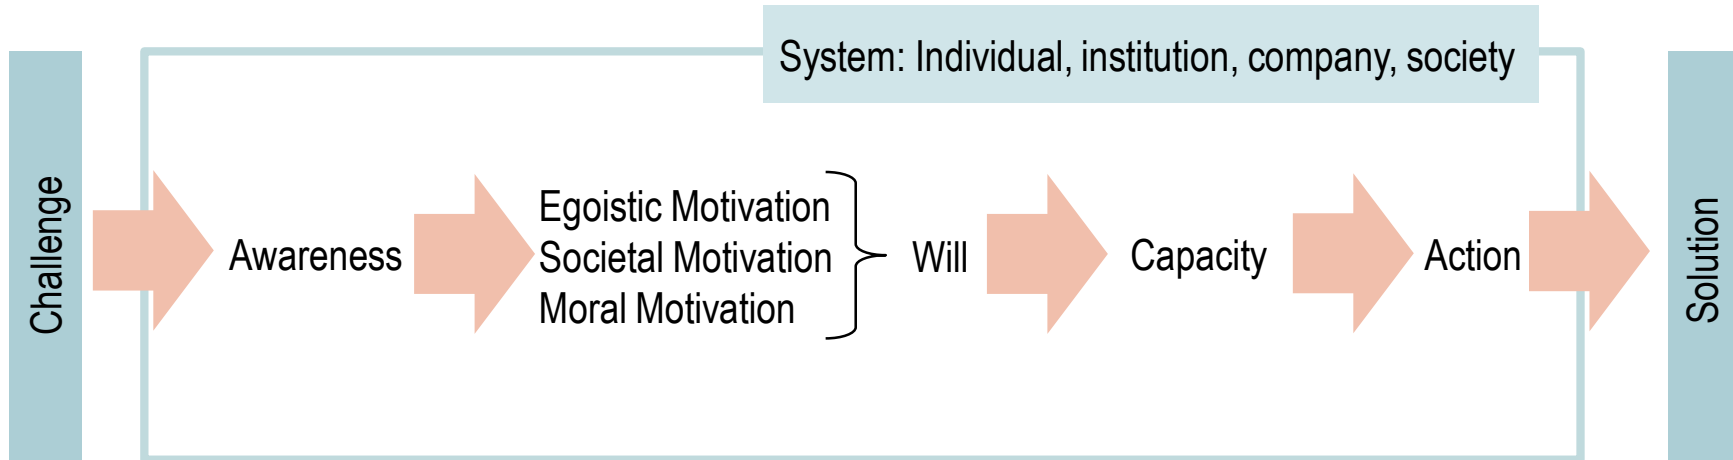 System: Individual, institution, company, society
Challenge
Awareness
Egoistic Motivation
Societal Motivation
Moral Motivation
Will
Capacity
Action
Solution